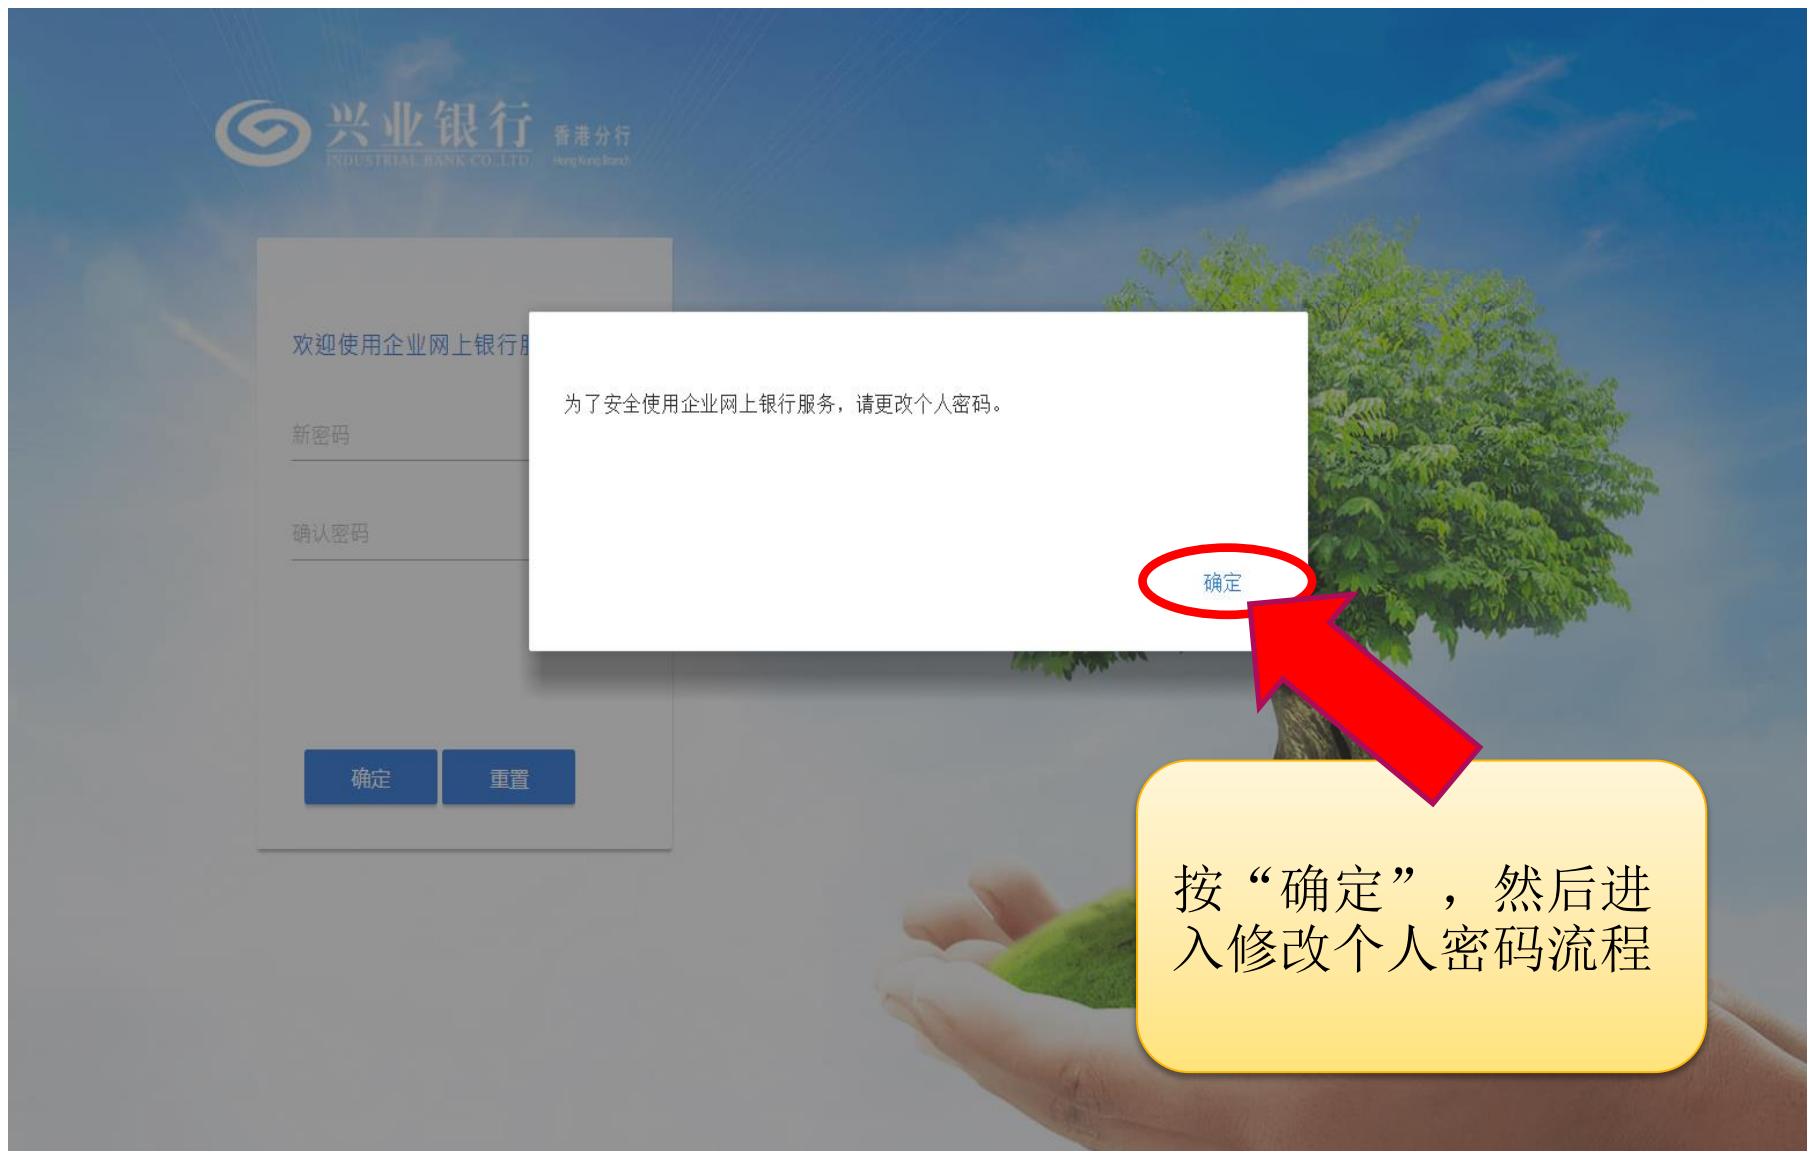 兴业银行 香港分行
INDUSTRIAL BANK CO.,LTD. Hong Kong Branch
欢迎使用企业网上银行
为了安全使用企业网上银行服务，请更改个人密码。
新密码
确认密码
确定
确定 重置
按“确定”，然后进
入修改个人密码流程